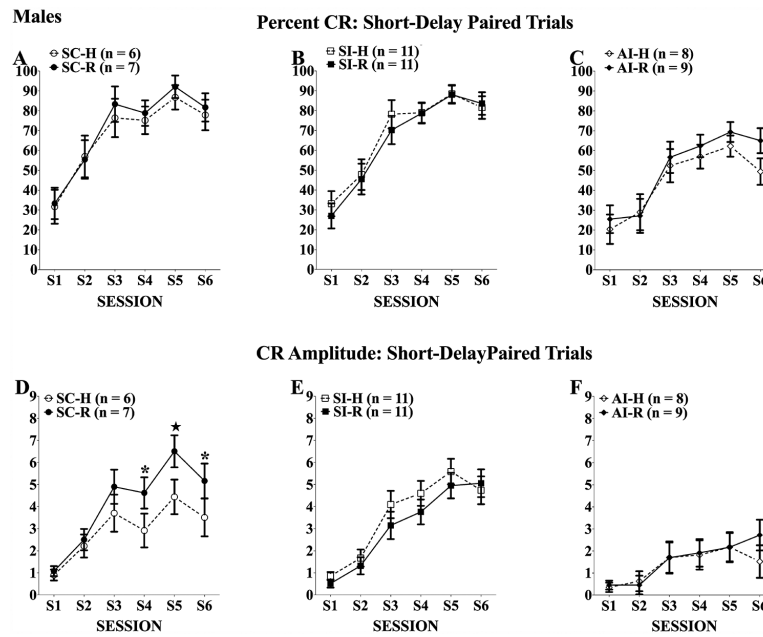 Males
Percent CR: Short-Delay Paired Trials
A
SC-H (n = 6)
SC-R (n = 7)
100
90
80
70
60
50
40
30
20
10
0
S1 S2 S3 S4 S5 S6
SESSION
B
SI-H (n = 11)
SI-R (n = 11)
100
90
80
70
60
50
40
30
20
10
0
S1 S2 S3 S4 S5 S6
SESSION
C
AI-H (n = 8)
AI-R (n = 9)
100
90
80
70
60
50
40
30
20
10
0
S1 S2 S3 S4 S5 S6
SESSION
CR Amplitude: Short-DelayPaired Trials
D
SC-H (n = 6)
SC-R (n = 7)
9
8
7
6
5
4
3
2
1
0
* ★ *
S1 S2 S3 S4 S5 S6
SESSION
E
SI-H (n = 11)
SI-R (n = 11)
9
8
7
6
5
4
3
2
1
0
S1 S2 S3 S4 S5 S6
SESSION
F
AI-H (n = 8)
AI-R (n = 9)
9
8
7
6
5
4
3
2
1
0
S1 S2 S3 S4 S5 S6
SESSION